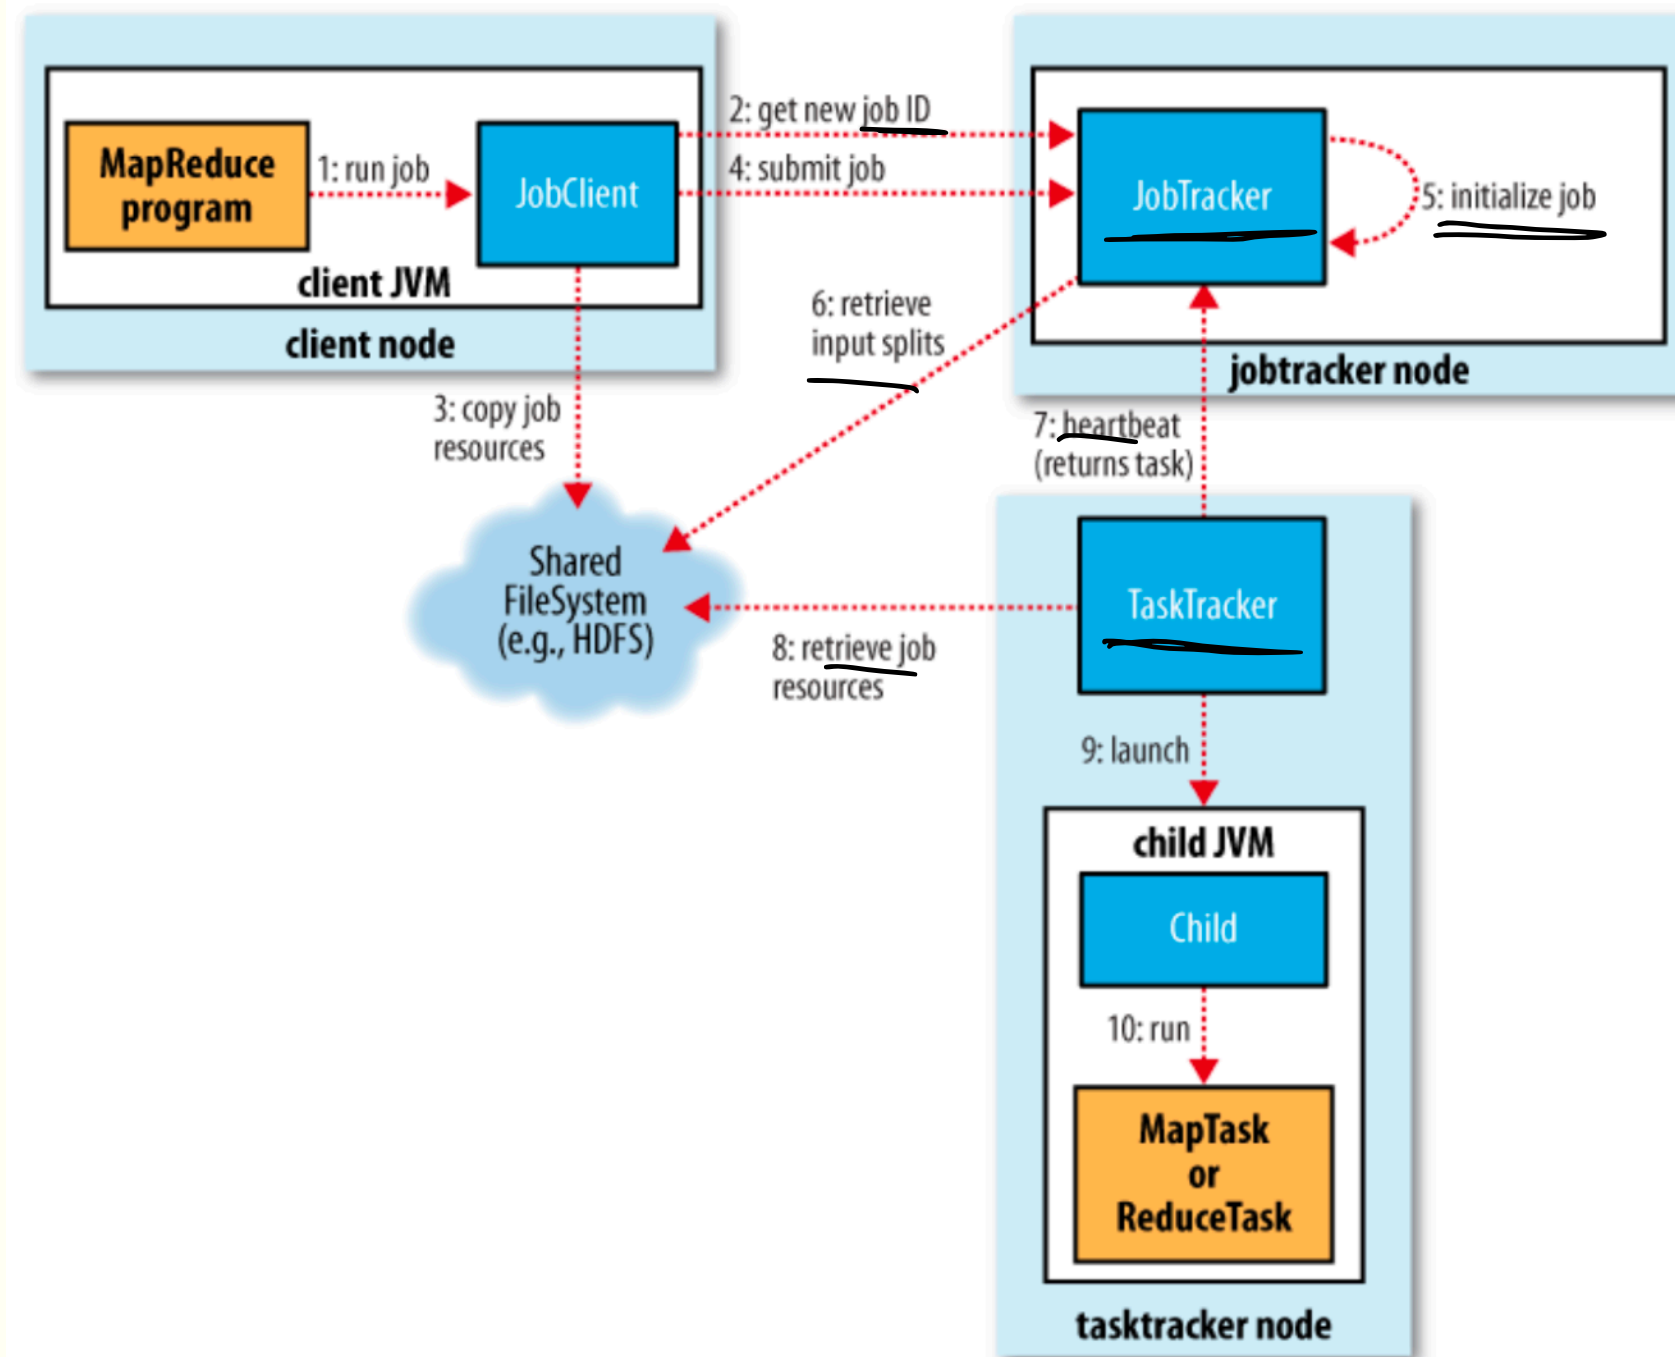 MapReduce
program
1: run job
JobClient
client JVM
client node
2: get new job ID
4: submit job
JobTracker
5: initialize job
jobtracker node
6: retrieve
input splits
3: copy job
resources
7: heartbeat
(returns task)
Shared
FileSystem
(e.g., HDFS)
TaskTracker
8: retrieve job
resources
9: launch
child JVM
Child
10: run
MapTask
or
ReduceTask
tasktracker node